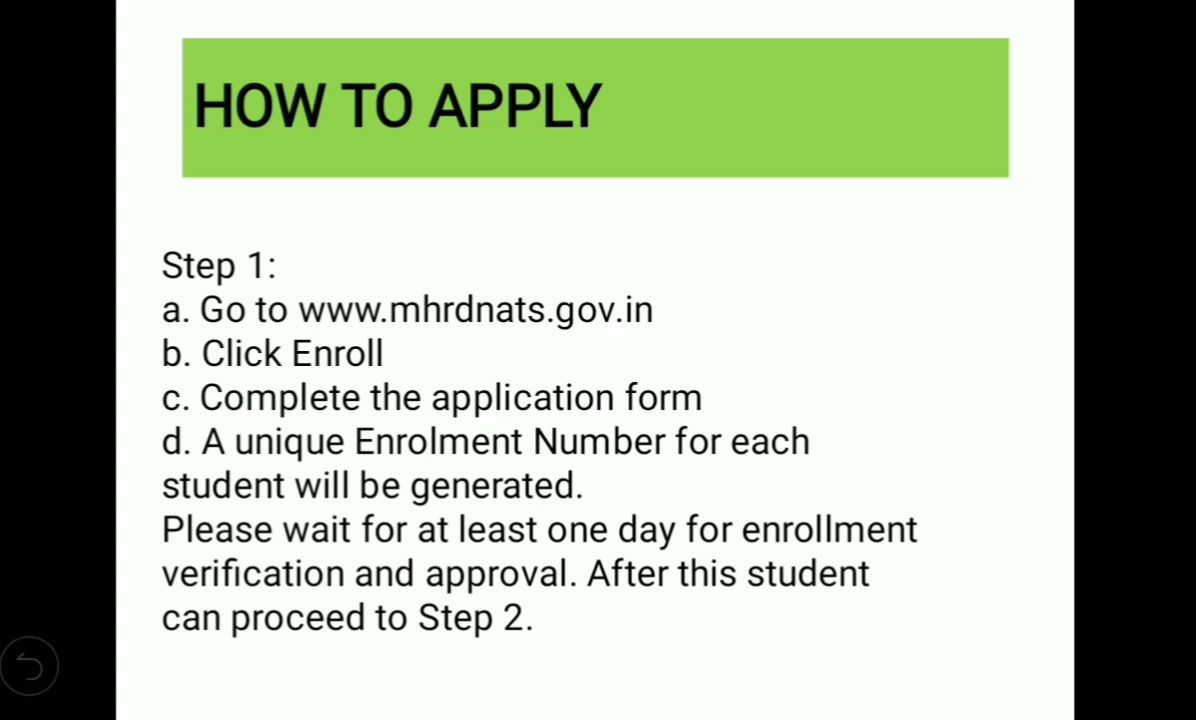 HOW TO APPLY
Step 1:
a. Go to www.mhrdnats.gov.in
b. Click Enroll
c. Complete the application form
d. A unique Enrolment Number for each
student will be generated.
Please wait for at least one day for enrollment
verification and approval. After this student
can proceed to Step 2.